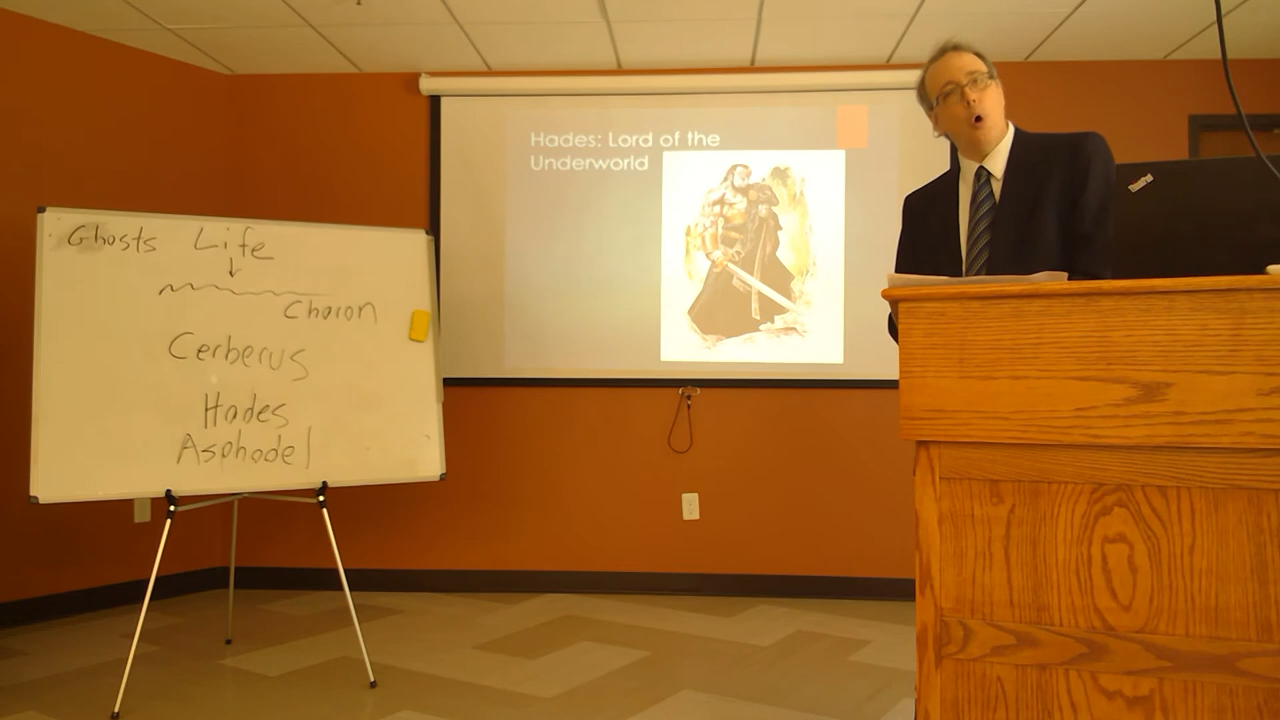 Ghosts Life
Charon
Cerberus
Hades
Asphodel
Hades: Lord of the
Underworld